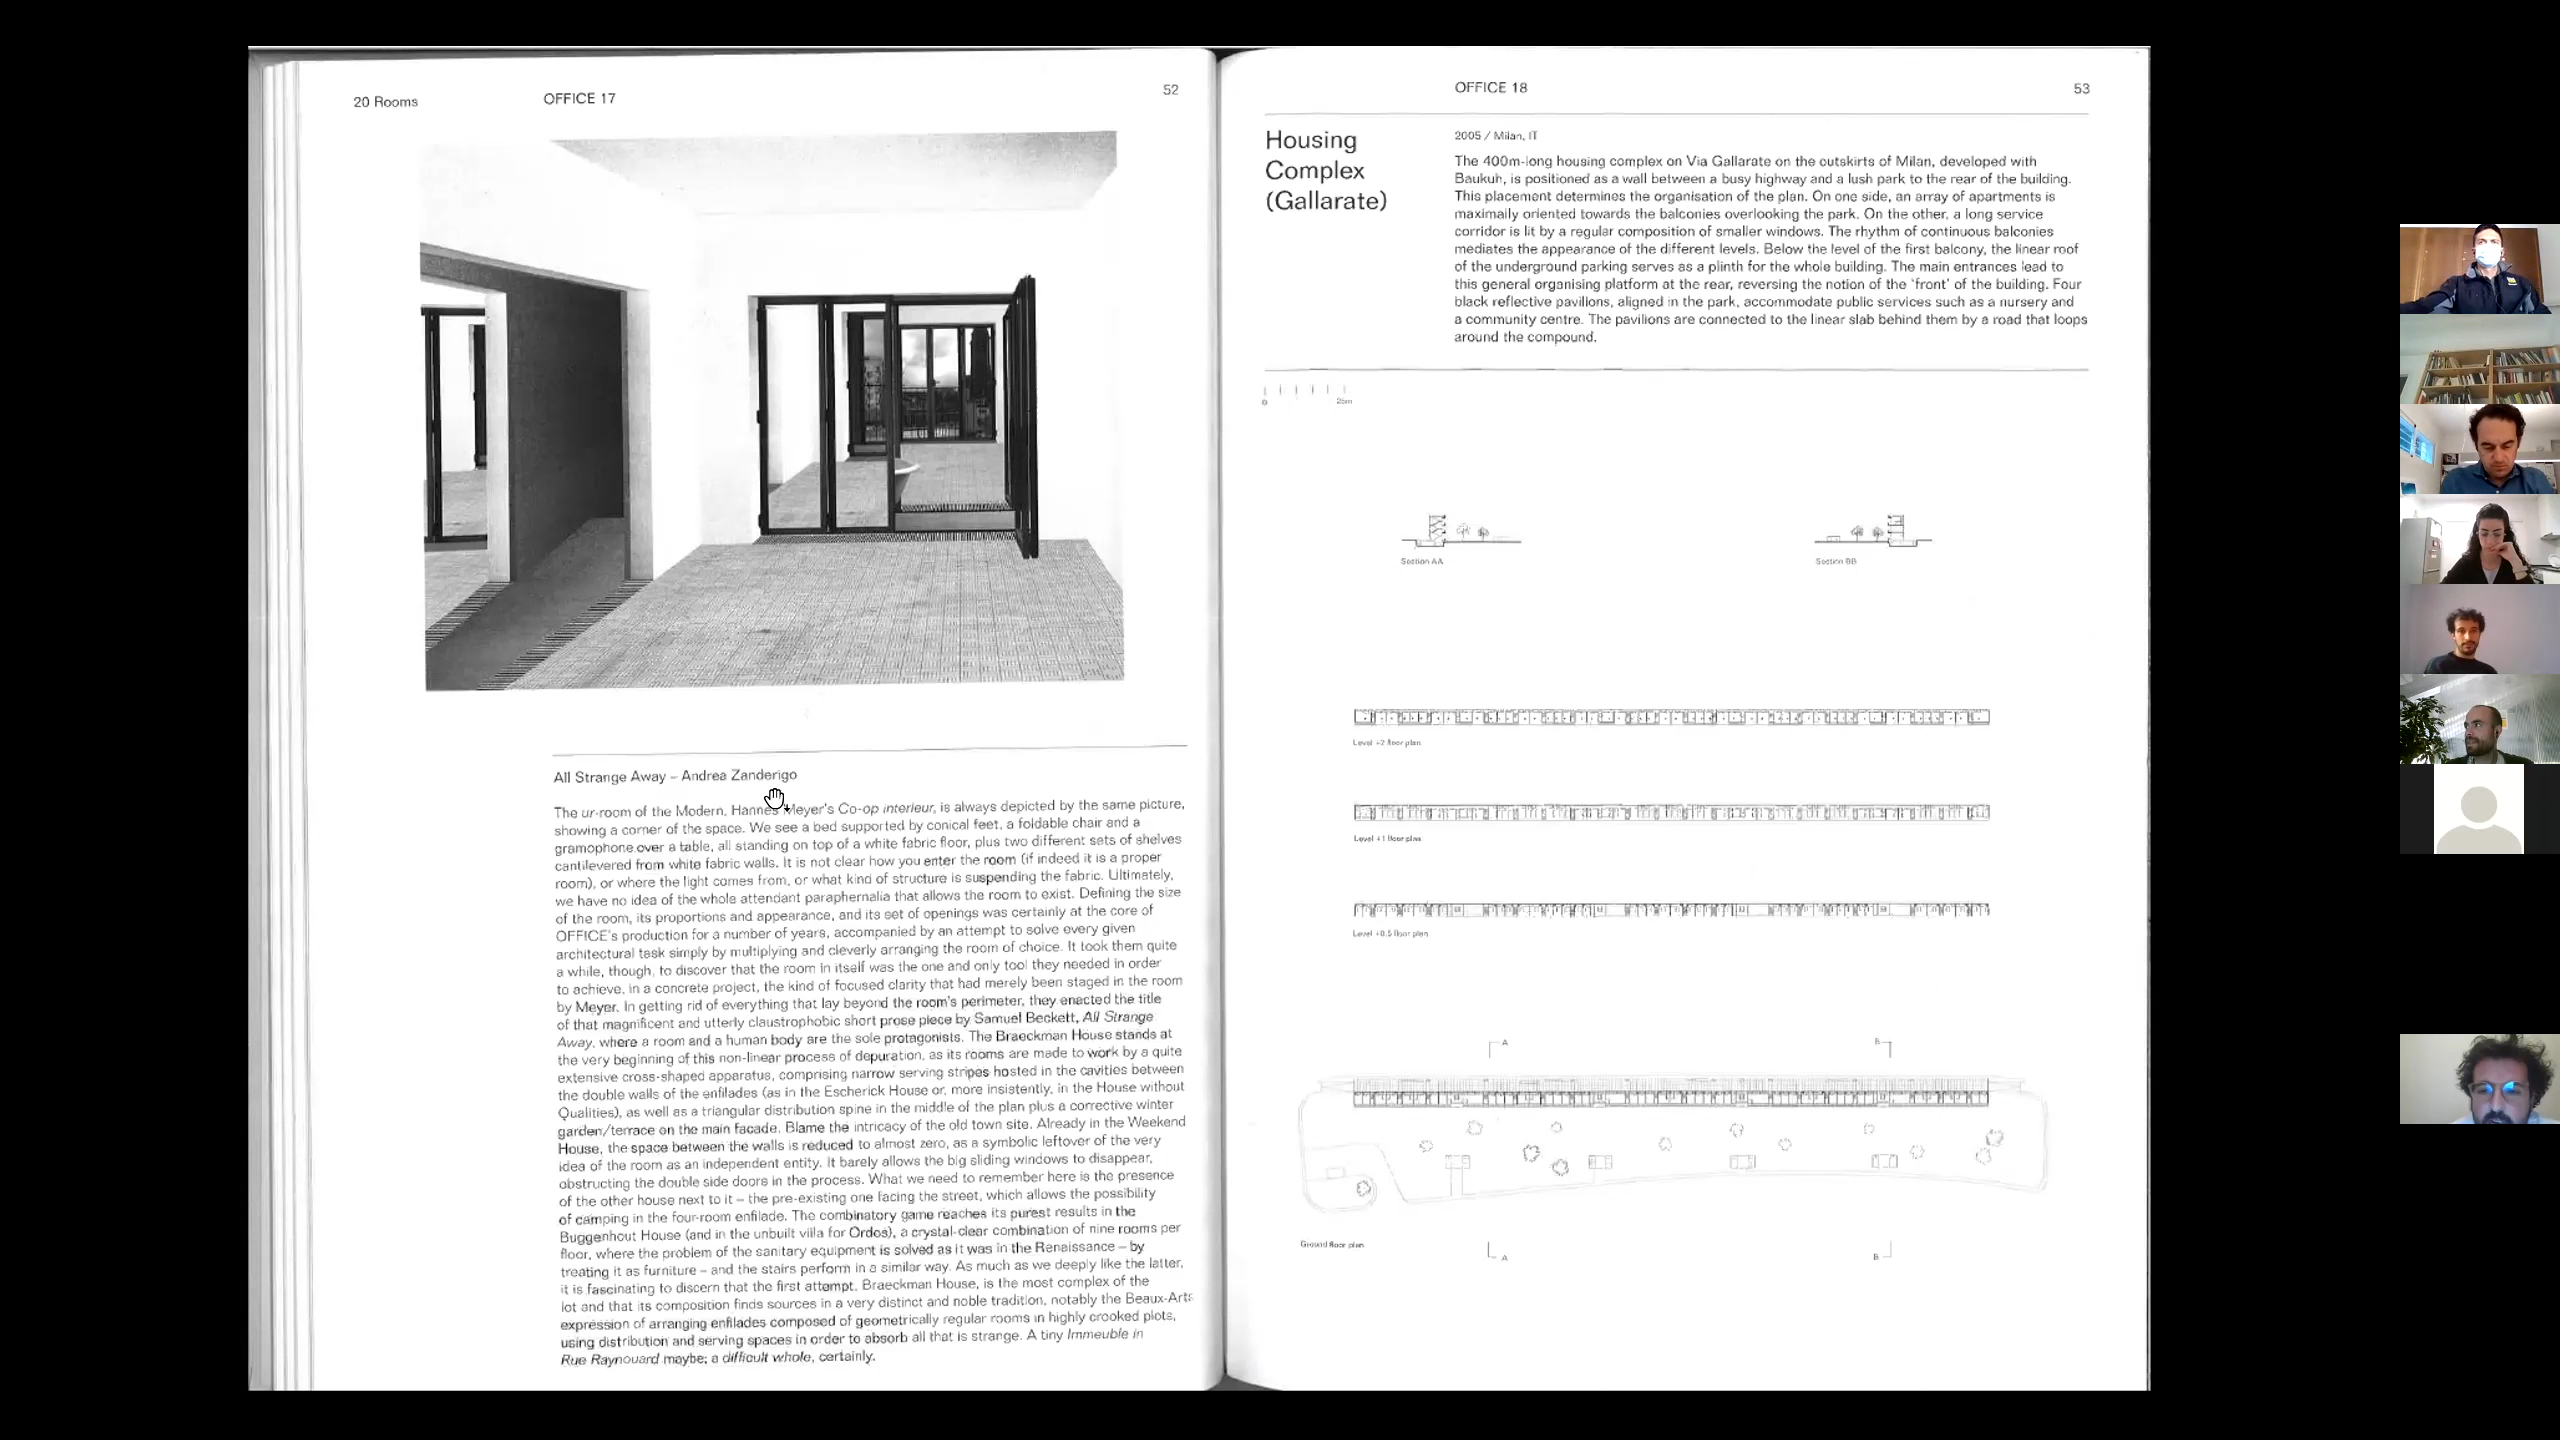 20 Rooms
OFFICE 17
52
All Strange Away – Andrea Zanderigo
The ur-room of the Modern, Hannes Meyer's Co-op interieur, is always depicted by the same picture,
showing a corner of the space. We see a bed supported by conical feet, a foldable chair and a
gramophone over a table, all standing on top of a white fabric floor, plus two different sets of shelves
cantilevered from white fabric walls. It is not clear how you enter the room (if indeed it is a proper
room), or where the light comes from, or what kind of structure is suspending the fabric. Ultimately,
we have no idea of the whole attendant paraphernalia that allows the room to exist. Defining the size
of the room, its proportions and appearance, and its set of openings was certainly at the core of
OFFICE's production for a number of years, accompanied by an attempt to solve every given
architectural task simply by multiplying and cleverly arranging the room of choice. It took them quite
a while, though, to discover that the room in itself was the one and only tool they needed in order
to achieve, in a concrete project, the kind of focused clarity that had merely been staged in the room
by Meyer. In getting rid of everything that lay beyond the room's perimeter, they enacted the title
of that magnificent and utterly claustrophobic short prose piece by Samuel Beckett, All Strange
Away, where a room and a human body are the sole protagonists. The Braeckman House stands at
the very beginning of this non-linear process of depuration, as its rooms are made to work by a quite
extensive cross-shaped apparatus, comprising narrow serving stripes hosted in the cavities between
the double walls of the enfilades (as in the Escherick House or, more insistently, in the House without
Qualities), as well as a triangular distribution spine in the middle of the plan plus a corrective winter
garden/terrace on the main facade. Blame the intricacy of the old town site. Already in the Weekend
House, the space between the walls is reduced to almost zero, as a symbolic leftover of the very
idea of the room as an independent entity. It barely allows the big sliding windows to disappear,
obstructing the double side doors in the process. What we need to remember here is the presence
of the other house next to it – the pre-existing one facing the street, which allows the possibility
of camping in the four-room enfilade. The combinatory game reaches its purest results in the
Buggenhout House (and in the unbuilt villa for Ordos), a crystal-clear combination of nine rooms per
floor, where the problem of the sanitary equipment is solved as it was in the Renaissance – by
treating it as furniture – and the stairs perform in a similar way. As much as we deeply like the latter,
it is fascinating to discern that the first attempt, Braeckman House, is the most complex of the
lot and that its composition finds sources in a very distinct and noble tradition, notably the Beaux-Arts
expression of arranging enfilades composed of geometrically regular rooms in highly crooked plots,
using distribution and serving spaces in order to absorb all that is strange. A tiny Immeuble in
Rue Raynouard maybe; a difficult whole, certainly.
OFFICE 18
53
Housing
Complex
(Gallarate)
2005 / Milan, IT
The 400m-long housing complex on Via Gallarate on the outskirts of Milan, developed with
Baukuh, is positioned as a wall between a busy highway and a lush park to the rear of the building.
This placement determines the organisation of the plan. On one side, an array of apartments is
maximally oriented towards the balconies overlooking the park. On the other, a long service
corridor is lit by a regular composition of smaller windows. The rhythm of continuous balconies
mediates the appearance of the different levels. Below the level of the first balcony, the linear roof
of the underground parking serves as a plinth for the whole building. The main entrances lead to
this general organising platform at the rear, reversing the notion of the 'front' of the building. Four
black reflective pavilions, aligned in the park, accommodate public services such as a nursery and
a community centre. The pavilions are connected to the linear slab behind them by a road that loops
around the compound.
0
25m
Section AA
Section BB
Level +2 floor plan
Level +1 floor plan
Level +0.5 floor plan
A
B
Ground floor plan
A
B